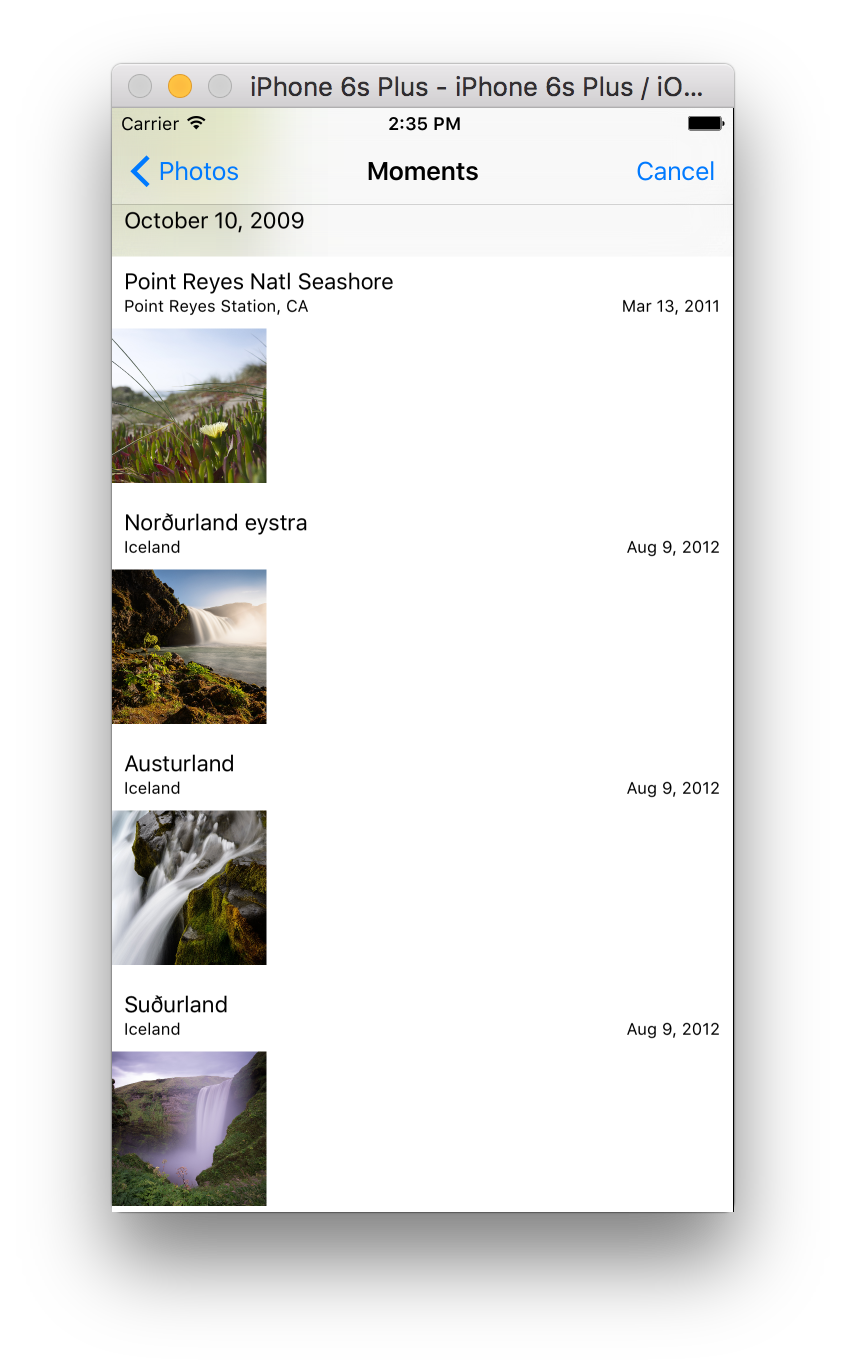 iPhone 6s Plus - iPhone 6s Plus / iO...
Carrier 2:35 PM
Photos Moments Cancel
October 10, 2009
Point Reyes Natl Seashore
Point Reyes Station, CA Mar 13, 2011
Norðurland eystra
Iceland Aug 9, 2012
Austurland
Iceland Aug 9, 2012
Suðurland
Iceland Aug 9, 2012